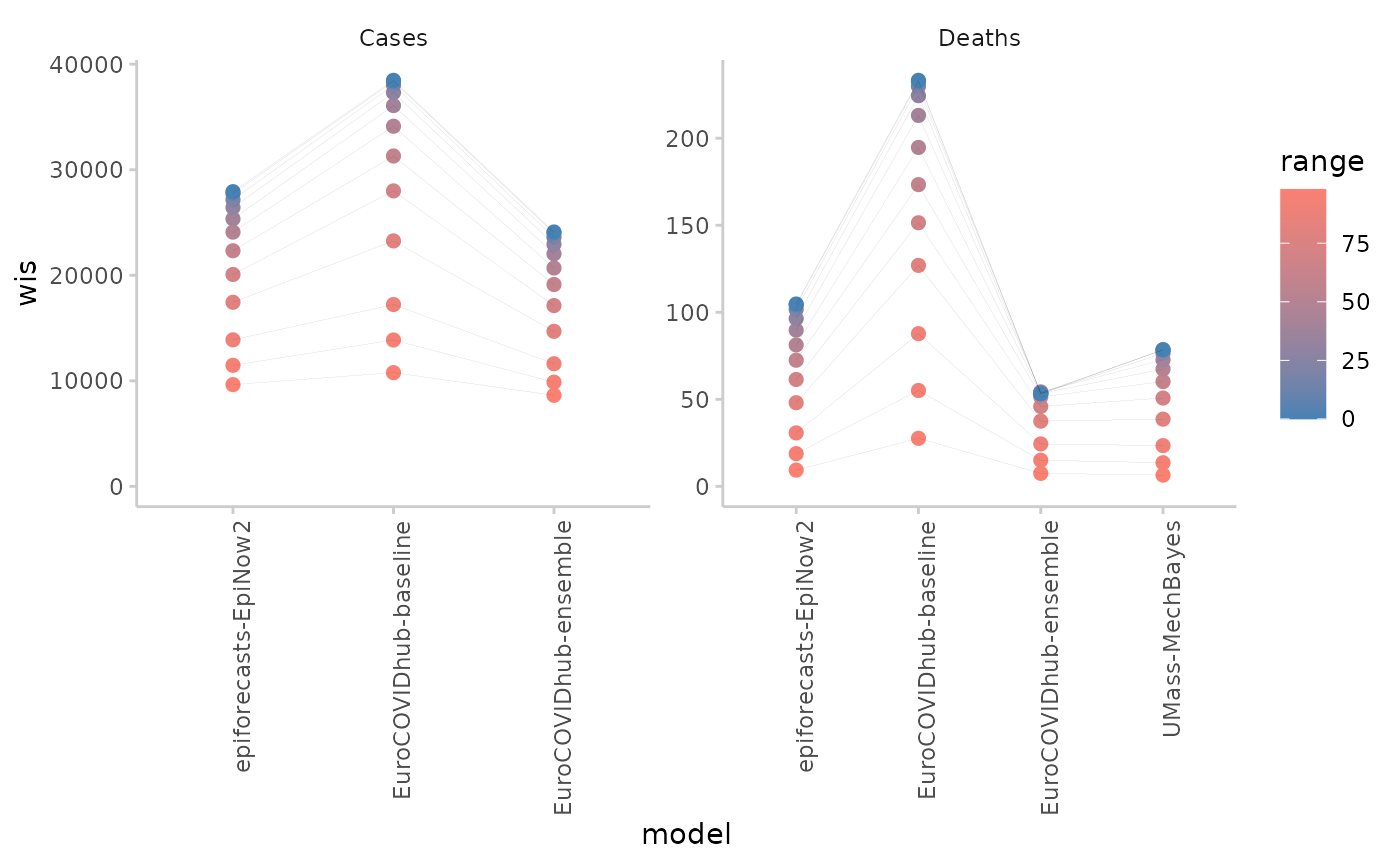 Cases
Deaths
wis
40000
30000
20000
10000
0
200
150
100
50
0
epiforecasts-EpiNow2
EuroCOVIDhub-baseline
EuroCOVIDhub-ensemble
epiforecasts-EpiNow2
EuroCOVIDhub-baseline
EuroCOVIDhub-ensemble
UMass-MechBayes
model
range
75
50
25
0